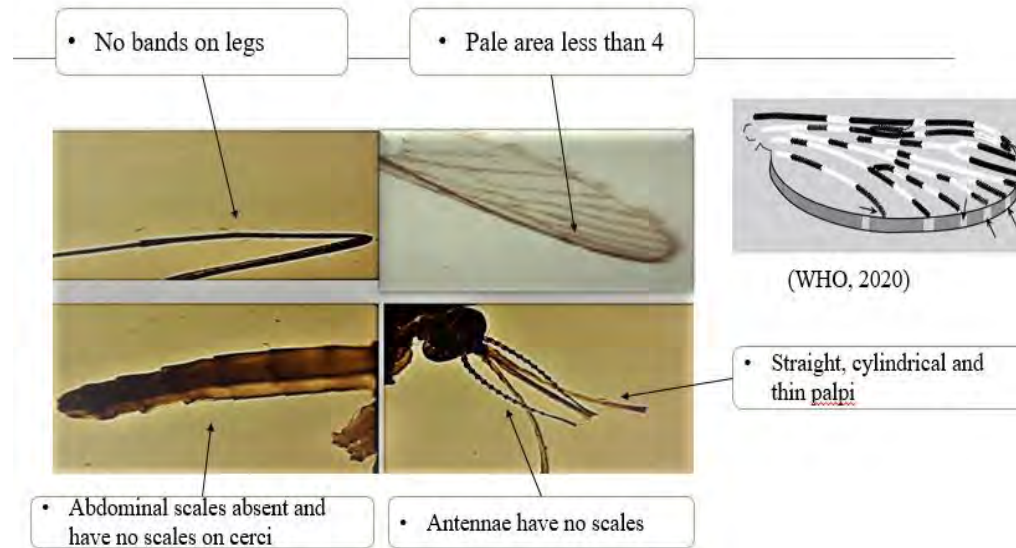 • No bands on legs
• Pale area less than 4
(WHO, 2020)
• Straight, cylindrical and
thin palpi
• Abdominal scales absent and
have no scales on cerci
• Antennae have no scales